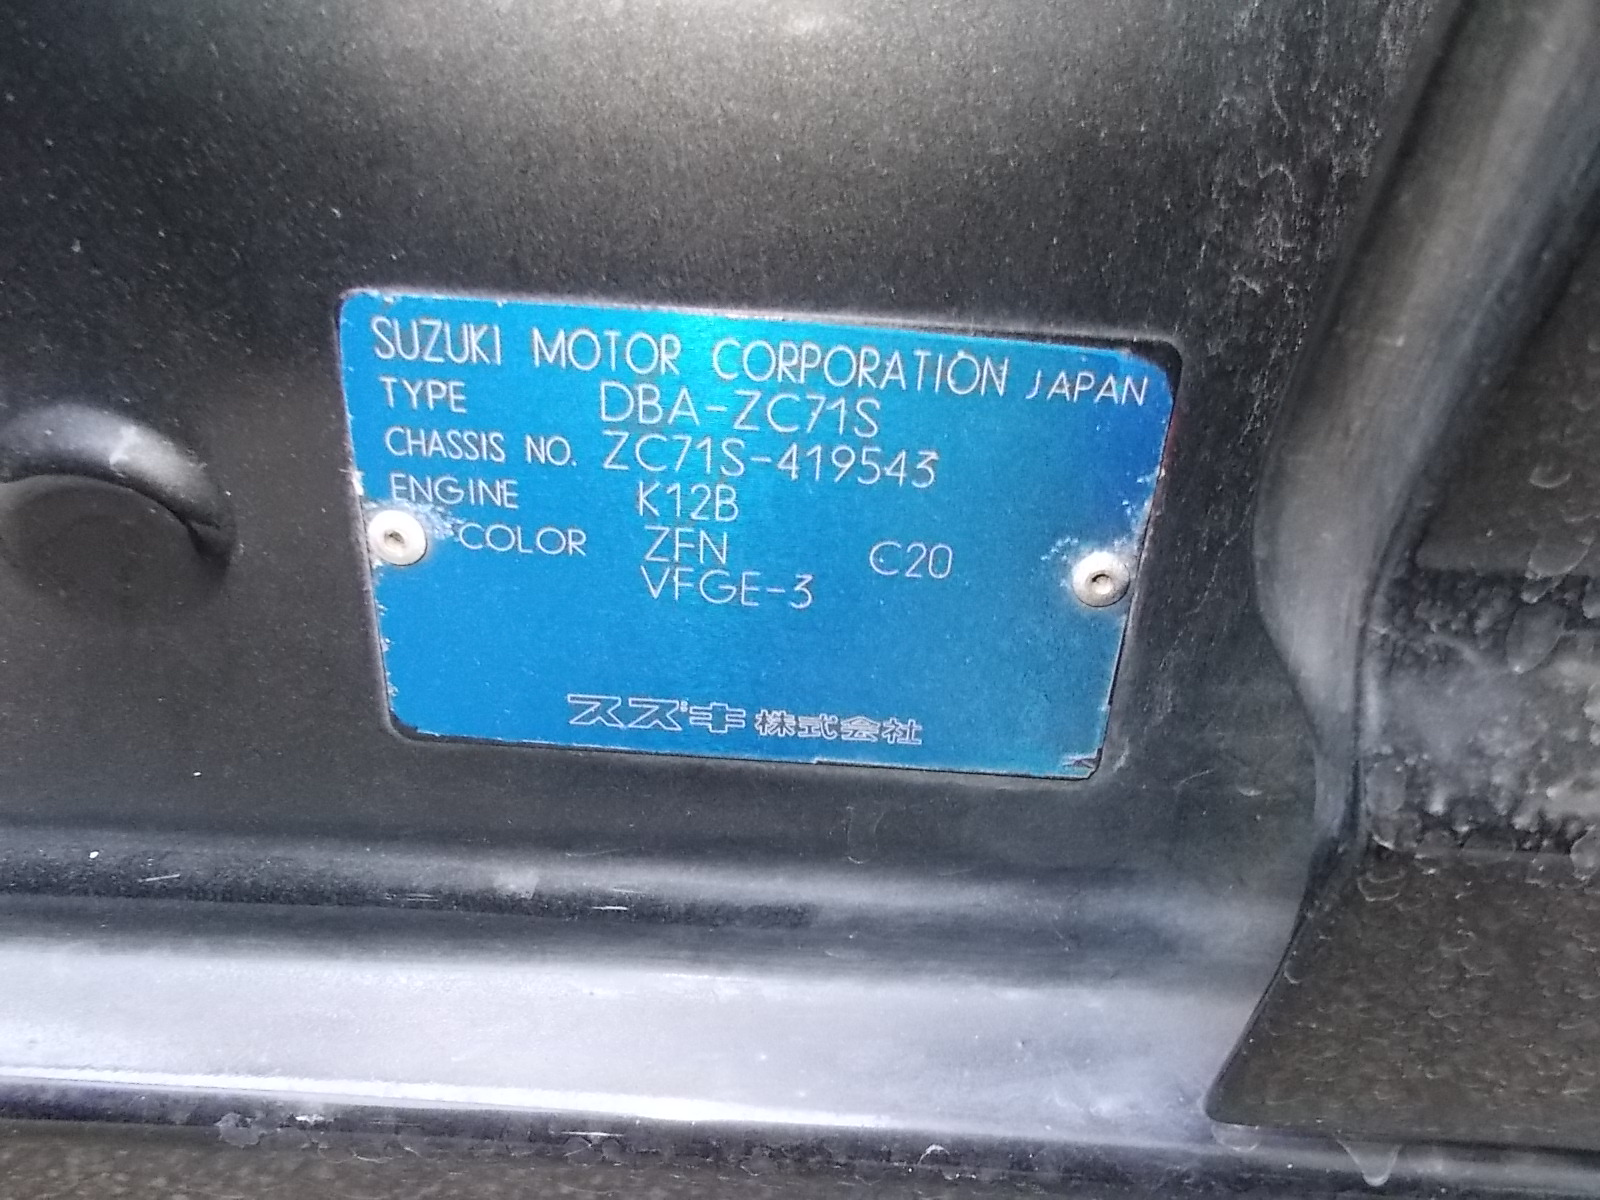 SUZUKI MOTOR CORPORATION JAPAN
TYPE DBA-ZC71S
CHASSIS NO. ZC71S-419543
ENGINE K12B
COLOR ZFN C20
VFGE-3
スズキ株式会社